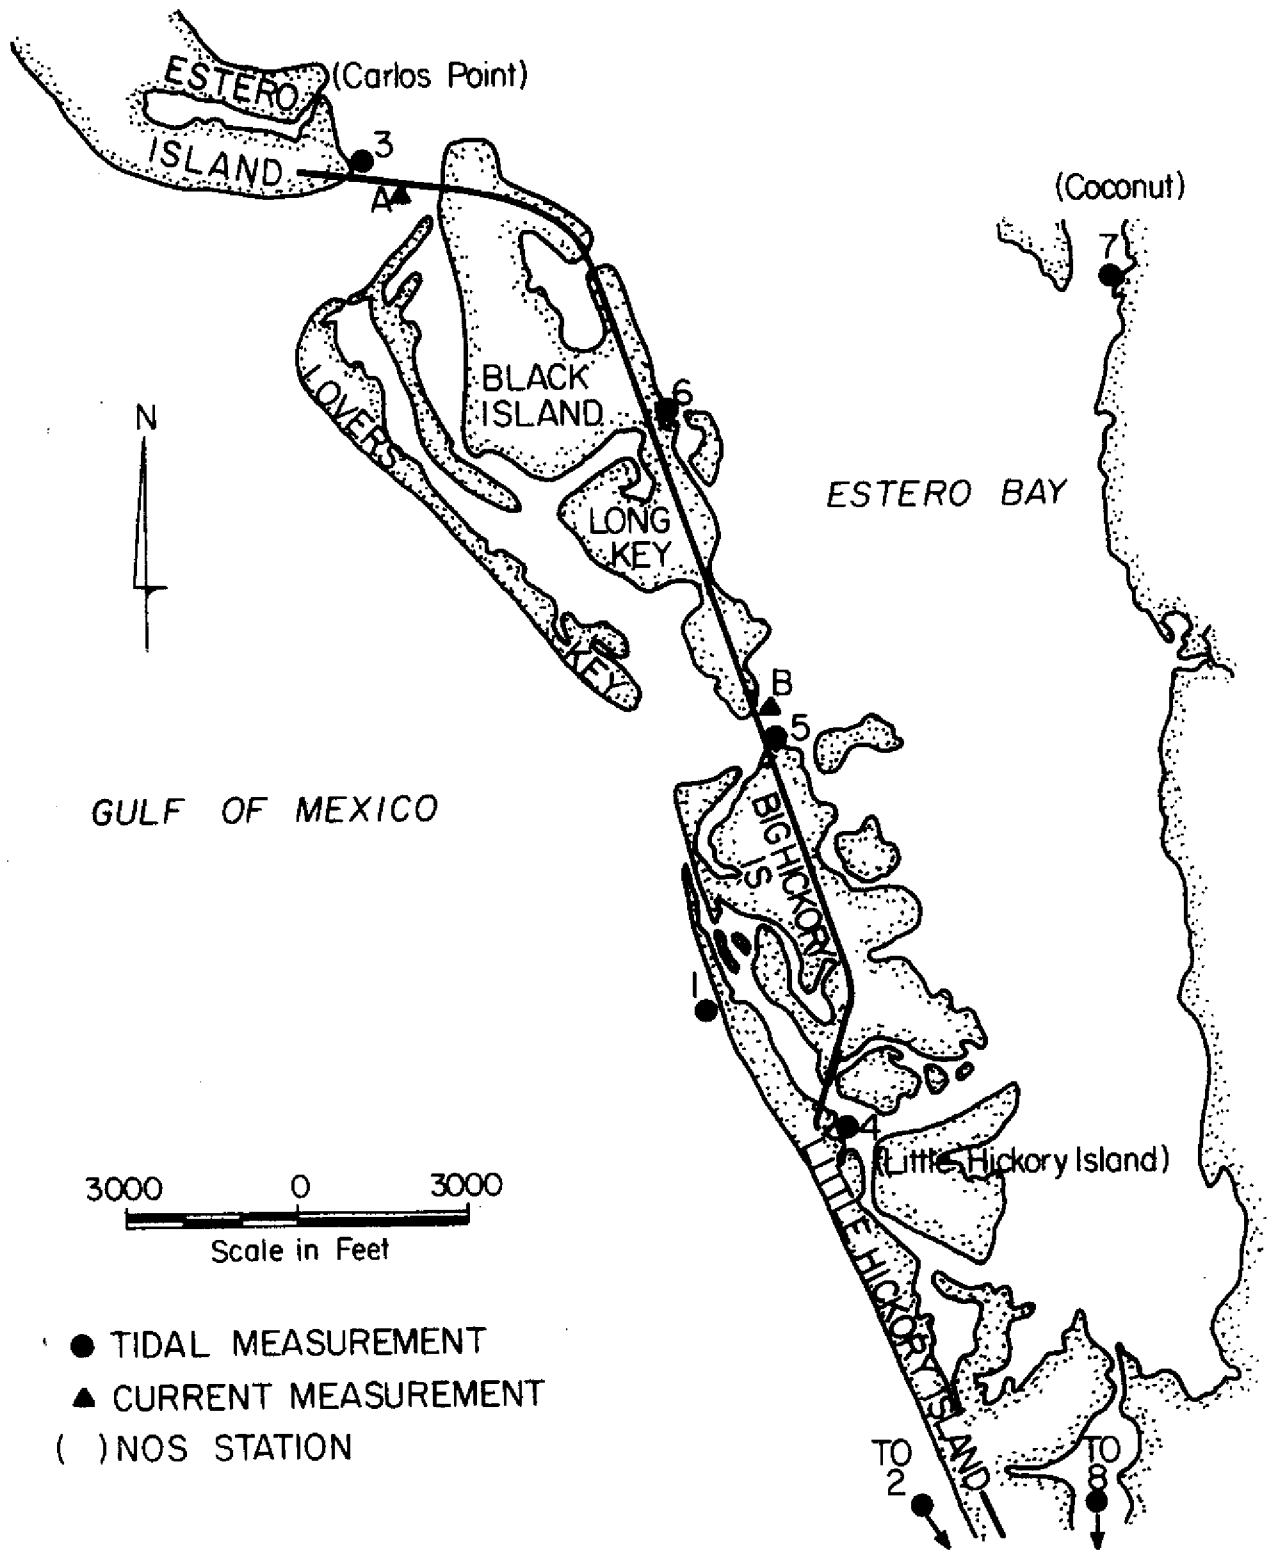 ESTERO
(Carlos Point)
ISLAND
3
A
(Coconut)
7
BLACK
ISLAND
6
LOVERS
KEY
N
ESTERO BAY
LONG
KEY
B
5
GULF OF MEXICO
BIG HICKORY
IS
1
4
(Little Hickory Island)
LITTLE HICKORY ISLAND
3000 0 3000
Scale in Feet
TIDAL MEASUREMENT
CURRENT MEASUREMENT
( ) NOS STATION
TO
2
TO
8